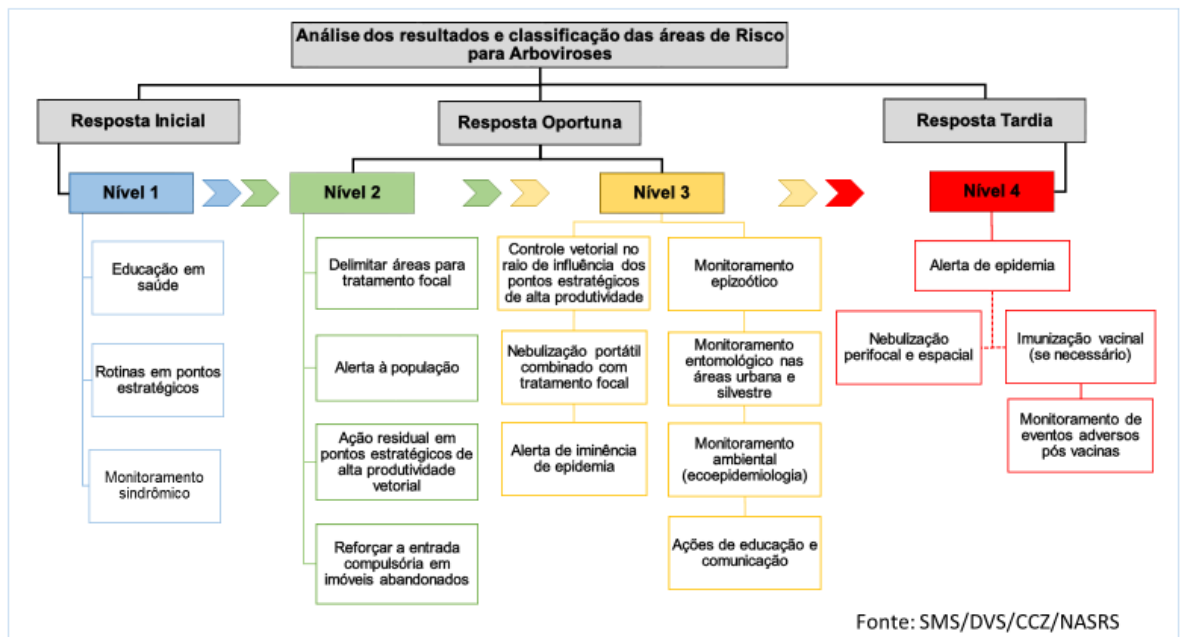 Análise dos resultados e classificação das áreas de Risco
para Arboviroses
Resposta Inicial
Resposta Oportuna
Resposta Tardia
Nível 1
Nível 2
Nível 3
Nível 4
Educação em
saúde
Rotinas em pontos
estratégicos
Monitoramento
sindrômico
Delimitar áreas para
tratamento focal
Alerta à população
Ação residual em
pontos estratégicos de
alta produtividade
vetorial
Reforçar a entrada
compulsória em
imóveis abandonados
Controle vetorial no
raio de influência dos
pontos estratégicos
de alta produtividade
Nebulização portátil
combinado com
tratamento focal
Alerta de iminência
de epidemia
Monitoramento
epizoótico
Monitoramento
entomológico nas
áreas urbana e
silvestre
Monitoramento
ambiental
(ecoepidemiologia)
Ações de educação e
comunicação
Alerta de epidemia
Nebulização
perifocal e espacial
Imunização vacinal
(se necessário)
Monitoramento de
eventos adversos
pós vacinas
Fonte: SMS/DVS/CCZ/NASRS